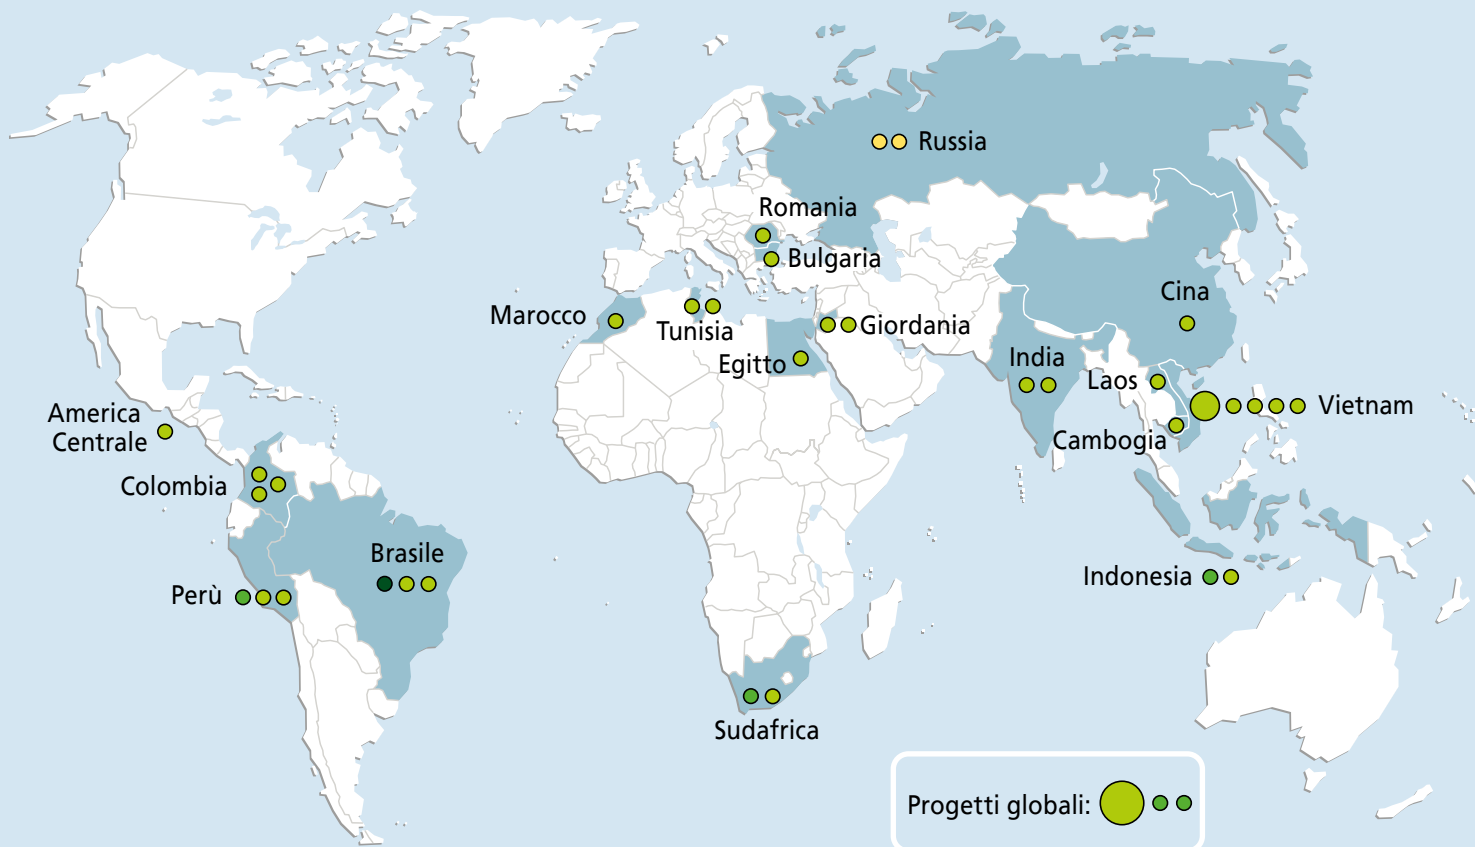 Russia
Romania
Bulgaria
Cina
Marocco
Tunisia
Giordania
Egitto
India
Laos
Vietnam
America
Centrale
Cambogia
Colombia
Brasile
Indonesia
Perù
Sudafrica
Progetti globali: